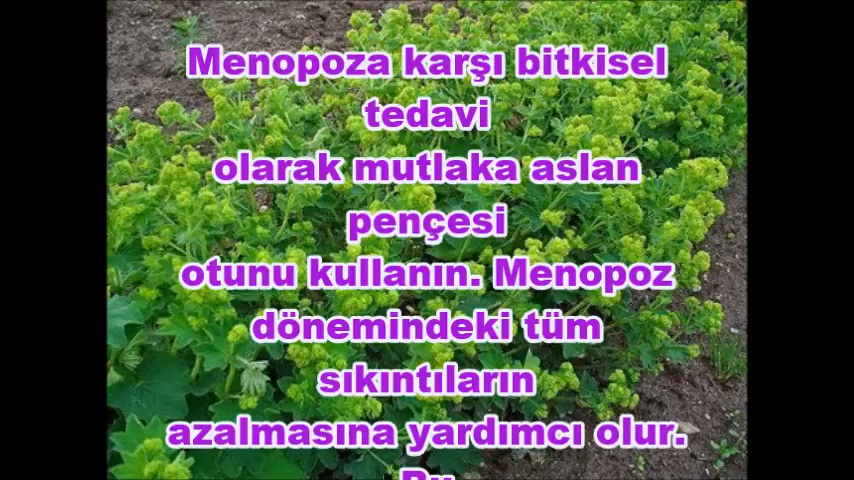 Menopoza karşı bitkisel
tedavi
olarak mutlaka aslan
pençesi
otunu kullanın. Menopoz
dönemindeki tüm
sıkıntıların
azalmasına yardımcı olur.